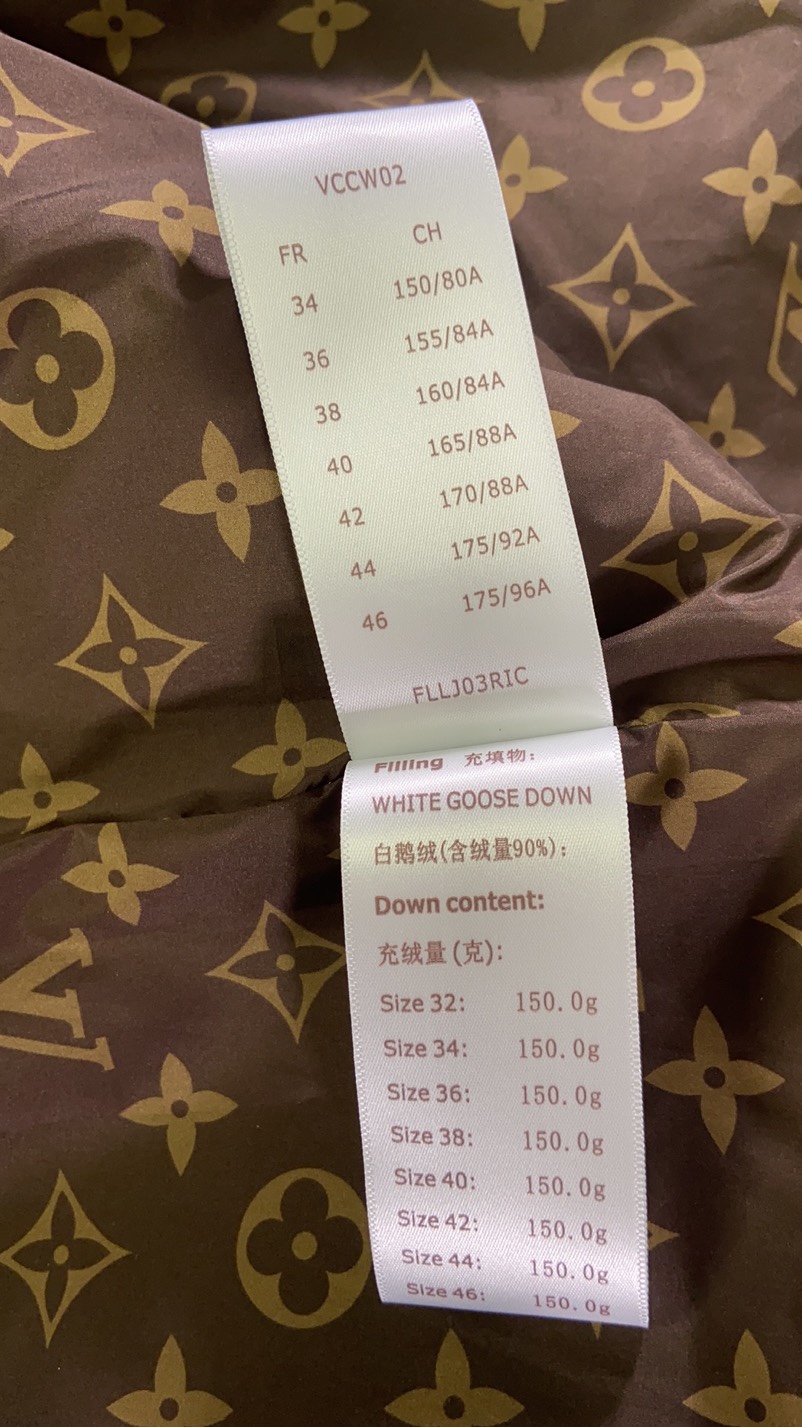 VCCW02
FR CH
34 150/80A
36 155/84A
38 160/84A
40 165/88A
42 170/88A
44 175/92A
46 175/96A
FLLJ03RIC
Filling 充填物:
WHITE GOOSE DOWN
白鹅绒(含绒量90%):
Down content:
充绒量(克):
Size 32: 150.0g
Size 34: 150.0g
Size 36: 150.0g
Size 38: 150.0g
Size 40: 150.0g
Size 42: 150.0g
Size 44: 150.0g
Size 46: 150.0g